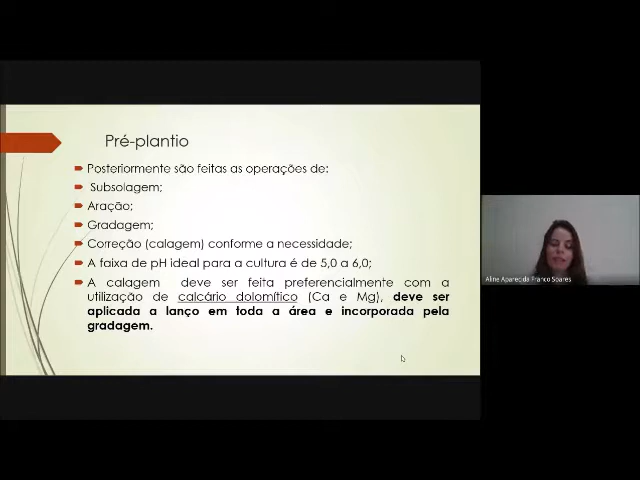 Pré-plantio
Posteriormente são feitas as operações de:
Subsolagem;
Aração;
Gradagem;
Correção (calagem) conforme a necessidade;
A faixa de pH ideal para a cultura é de 5,0 a 6,0;
A calagem deve ser feita preferencialmente com a
utilização de calcário dolomítico (Ca e Mg), deve ser
aplicada a lanço em toda a área e incorporada pela
gradagem.
Aline Aparecida Franco Soares